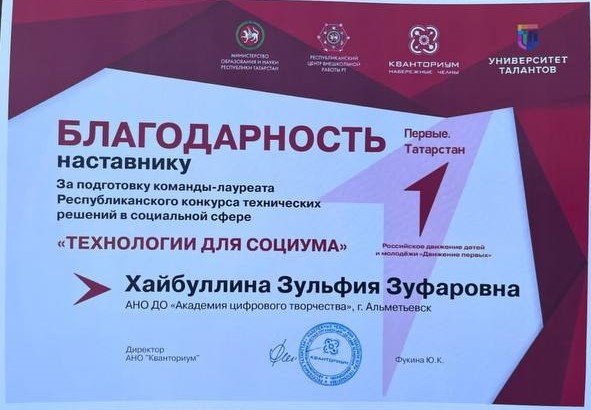 МИНИСТЕРСТВО
ОБРАЗОВАНИЯ И НАУКИ
РЕСПУБЛИКИ ТАТАРСТАН
РЕСПУБЛИКАНСКИЙ
ЦЕНТР ВНЕШКОЛЬНОЙ
РАБОТЫ РТ
КВАНТОРИУМ
НАБЕРЕЖНЫЕ ЧЕЛНЫ
УНИВЕРСИТЕТ
ТАЛАНТОВ
БЛАГОДАРНОСТЬ
наставнику
Первые.
Татарстан
За подготовку команды-лауреата
Республиканского конкурса технических
решений в социальной сфере
«ТЕХНОЛОГИИ ДЛЯ СОЦИУМА»
Российское движение детей
и молодёжи «Движение первых»
Хайбуллина Зульфия Зуфаровна
АНО ДО «Академия цифрового творчества», г. Альметьевск
Директор
АНО "Кванториум"
КВАНТОРИУМ
Фукина Ю.К.